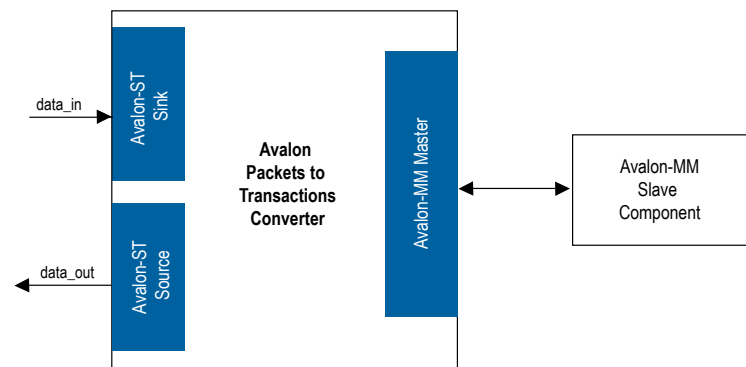 data_in
Avalon-ST
Sink
data_out
Avalon-ST
Source
Avalon
Packets to
Transactions
Converter
Avalon-MM Master
Avalon-MM
Slave
Component